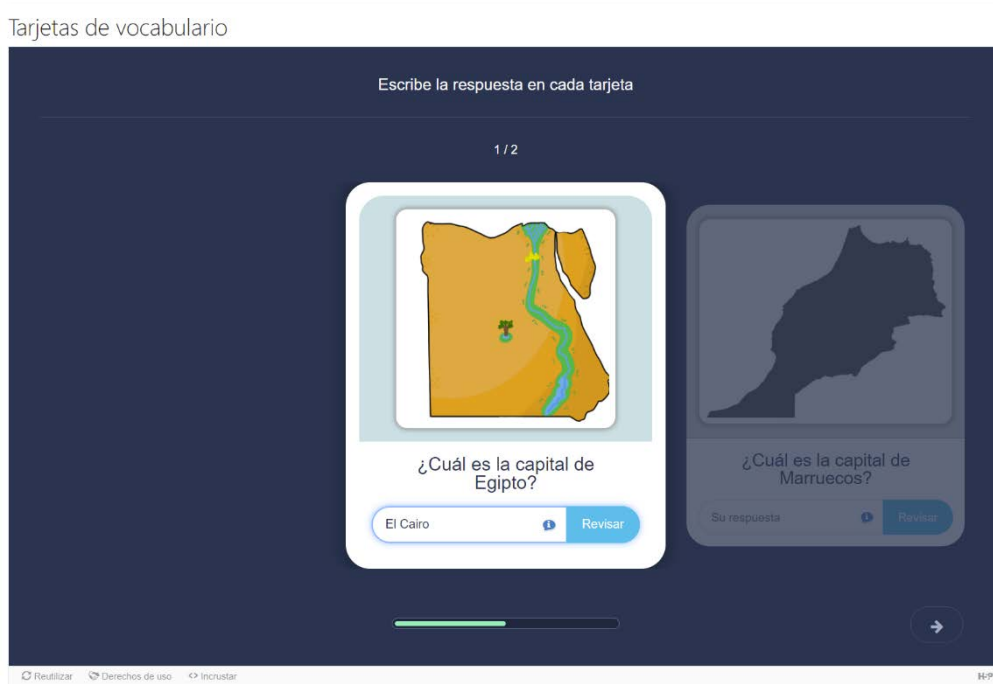 Tarjetas de vocabulario
Escribe la respuesta en cada tarjeta
1 / 2
¿Cuál es la capital de
Egipto?
El Cairo
Revisar
¿Cuál es la capital de
Marruecos?
Su respuesta
Revisar
Reutilizar
Derechos de uso
<> Incrustar
H-P